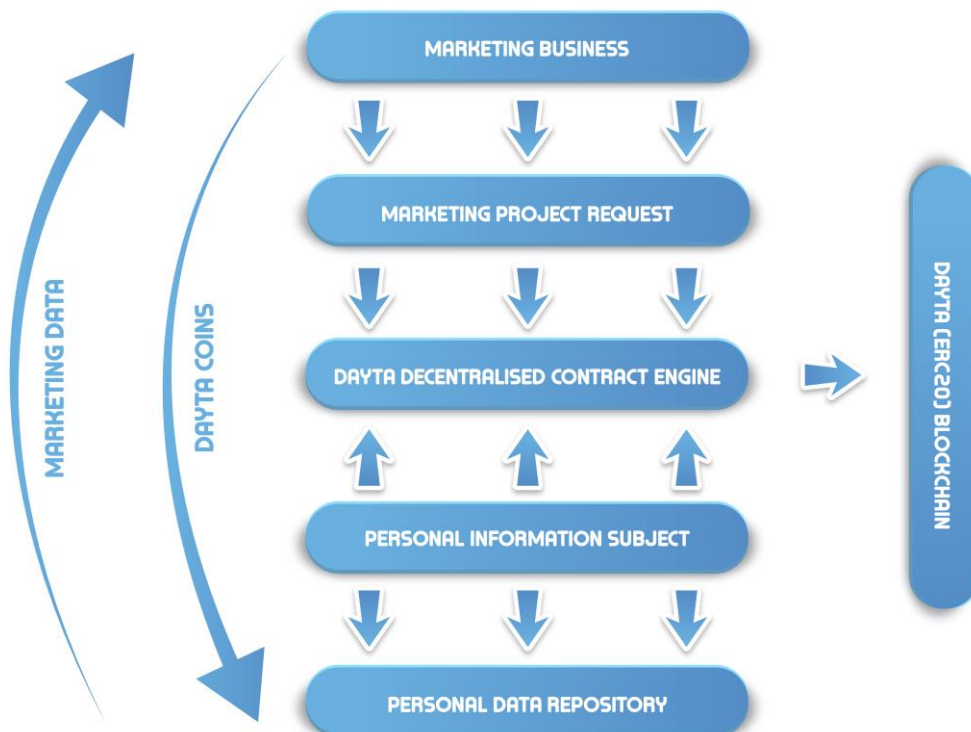 MARKETING BUSINESS
MARKETING PROJECT REQUEST
DAYTA DECENTRALISED CONTRACT ENGINE
PERSONAL INFORMATION SUBJECT
PERSONAL DATA REPOSITORY
MARKETING DATA
DAYTA COINS
DAYTA (ERC20) BLOCKCHAIN